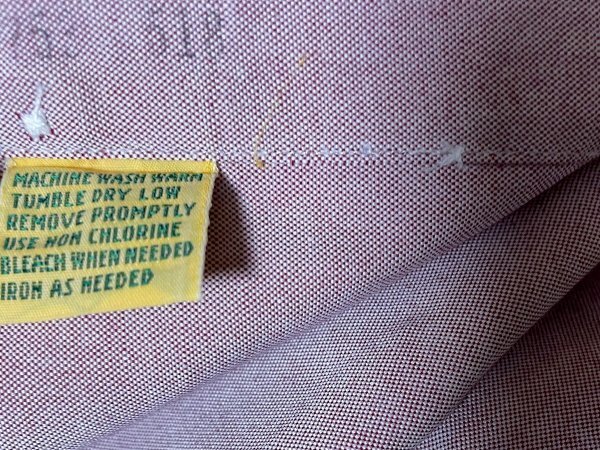 MACHINE WASH WARM
TUMBLE DRY LOW
REMOVE PROMPTLY
USE NON CHLORINE
BLEACH WHEN NEEDED
IRON AS NEEDED